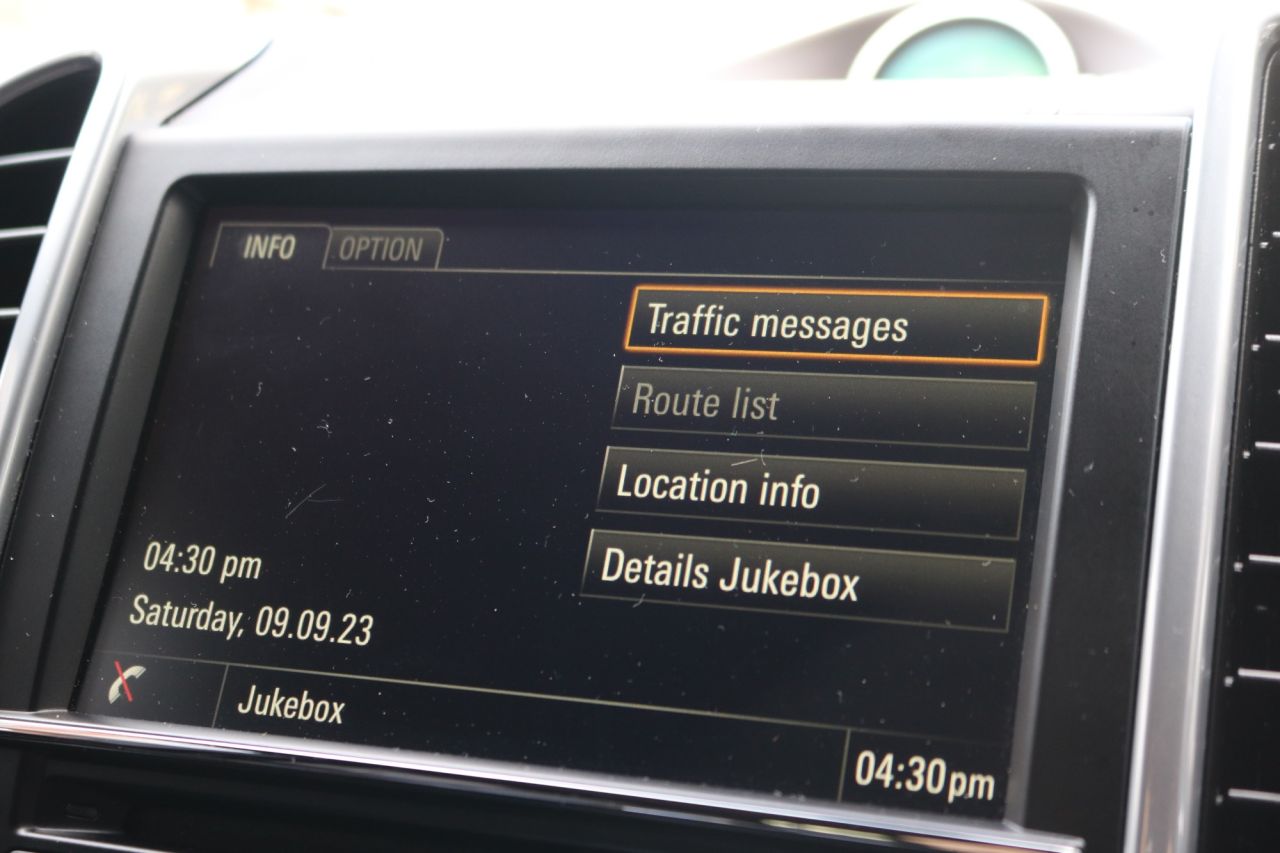 INFO OPTION
Traffic messages
Route list
Location info
Details Jukebox
04:30 pm
Saturday, 09.09.23
Jukebox
04:30pm